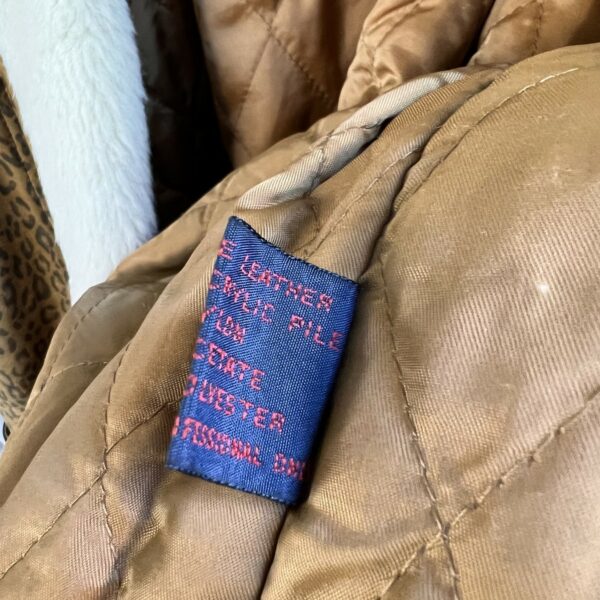 E LEATHER
CRYLIC PILE
YLON
CETATE
OLYESTER
OFESSIONAL DRY